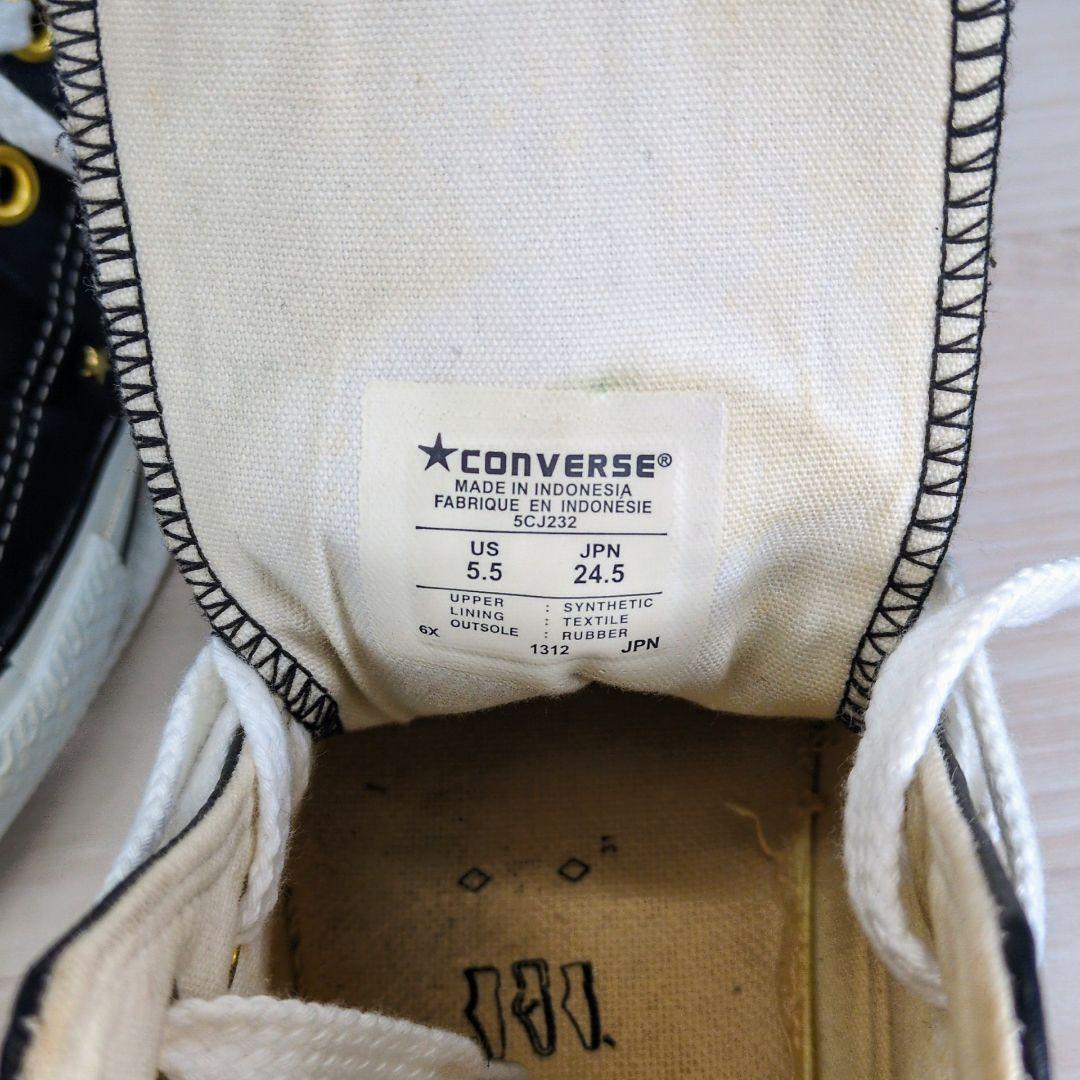 ★CONVERSE®
MADE IN INDONESIA
FABRIQUE EN INDONÉSIE
5CJ232
US JPN
5.5 24.5
UPPER : SYNTHETIC
LINING : TEXTILE
OUTSOLE : RUBBER
6X 1312 JPN